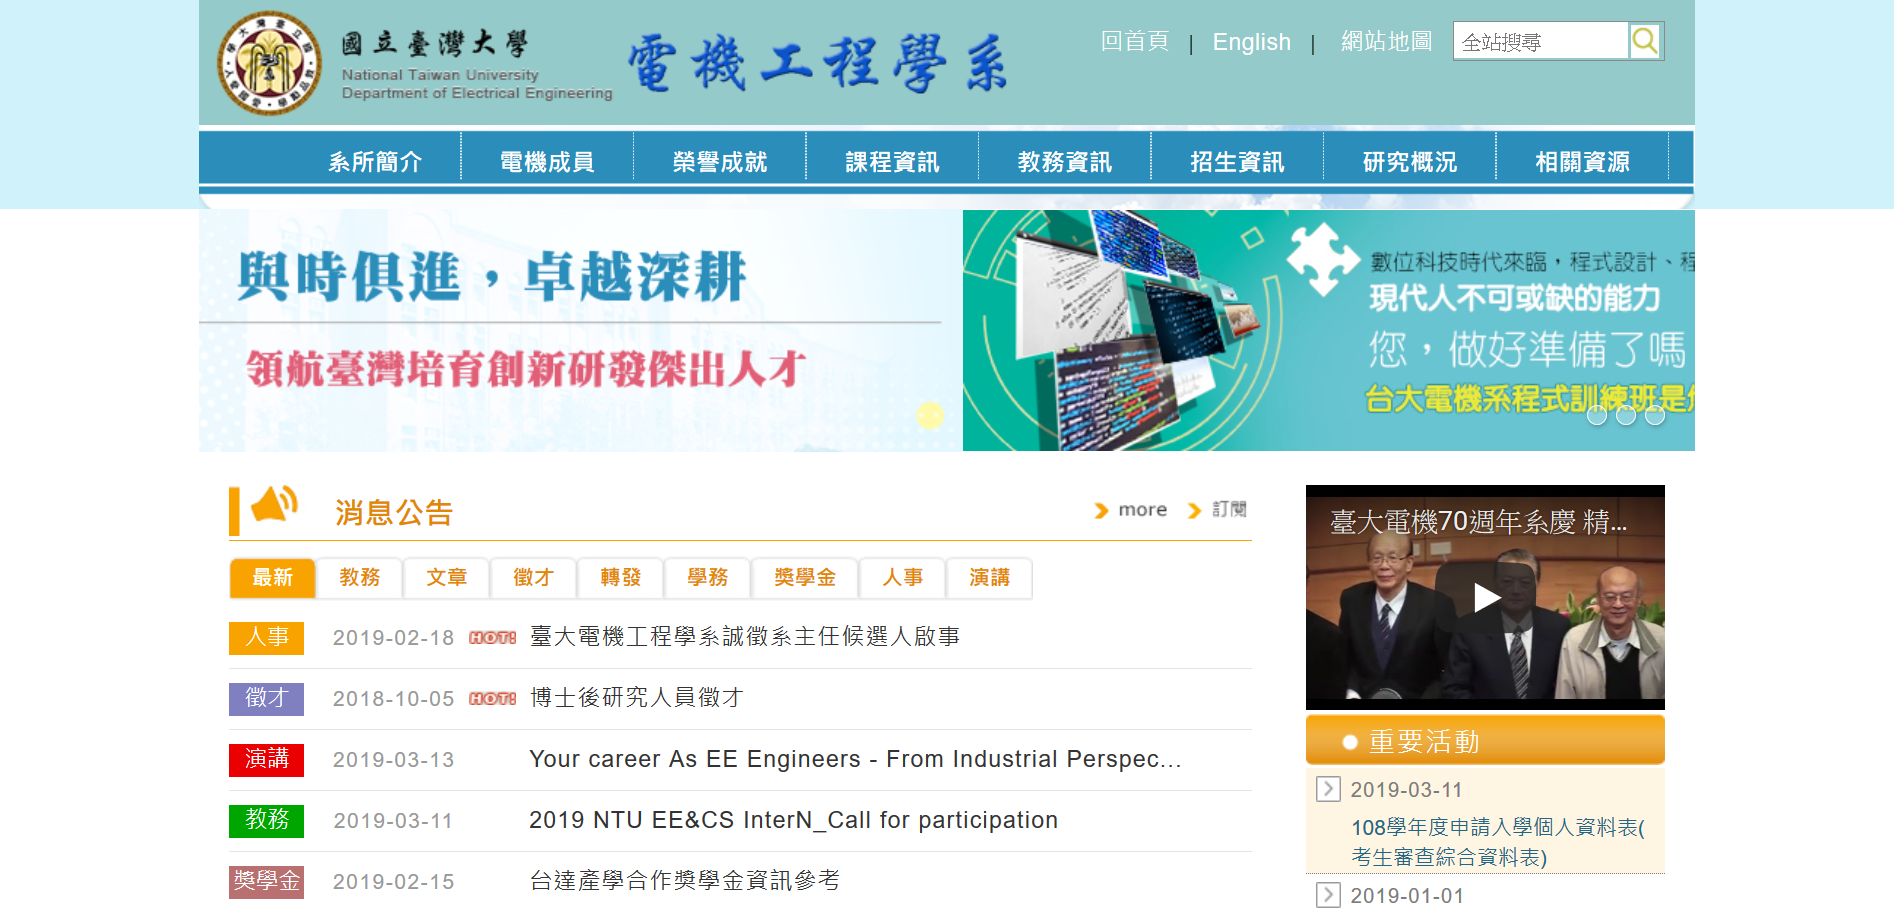 國立臺灣大學
National Taiwan University
Department of Electrical Engineering
電機工程學系
回首頁 | English | 網站地圖
全站搜尋
系所簡介 電機成員 榮譽成就 課程資訊 教務資訊 招生資訊 研究概況 相關資源
與時俱進，卓越深耕
領航臺灣培育創新研發傑出人才
數位科技時代來臨，程式設計、程
現代人不可或缺的能力
您，做好準備了嗎
台大電機系程式訓練班是
消息公告
more 訂閱
最新 教務 文章 徵才 轉發 學務 獎學金 人事 演講
人事 2019-02-18 HOT! 臺大電機工程學系誠徵系主任候選人啟事
徵才 2018-10-05 HOT! 博士後研究人員徵才
演講 2019-03-13 Your career As EE Engineers - From Industrial Perspec...
教務 2019-03-11 2019 NTU EE&CS InterN_Call for participation
獎學金 2019-02-15 台達產學合作獎學金資訊參考
臺大電機70週年系慶 精...
重要活動
2019-03-11
108學年度申請入學個人資料表(
考生審查綜合資料表)
2019-01-01